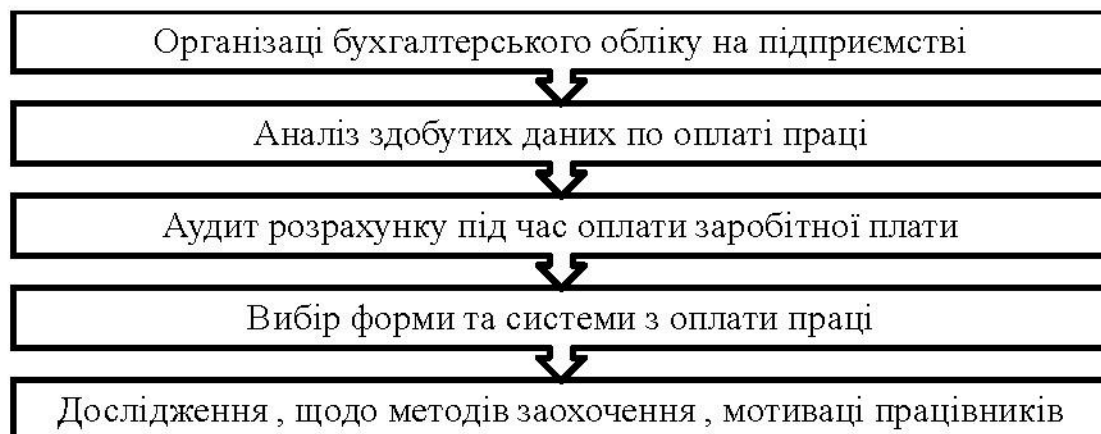 Організаці бухгалтерського обліку на підприємстві
Аналіз здобутих даних по оплаті праці
Аудит розрахунку під час оплати заробітної плати
Вибір форми та системи з оплати праці
Дослідження , щодо методів заохочення , мотиваці працівників